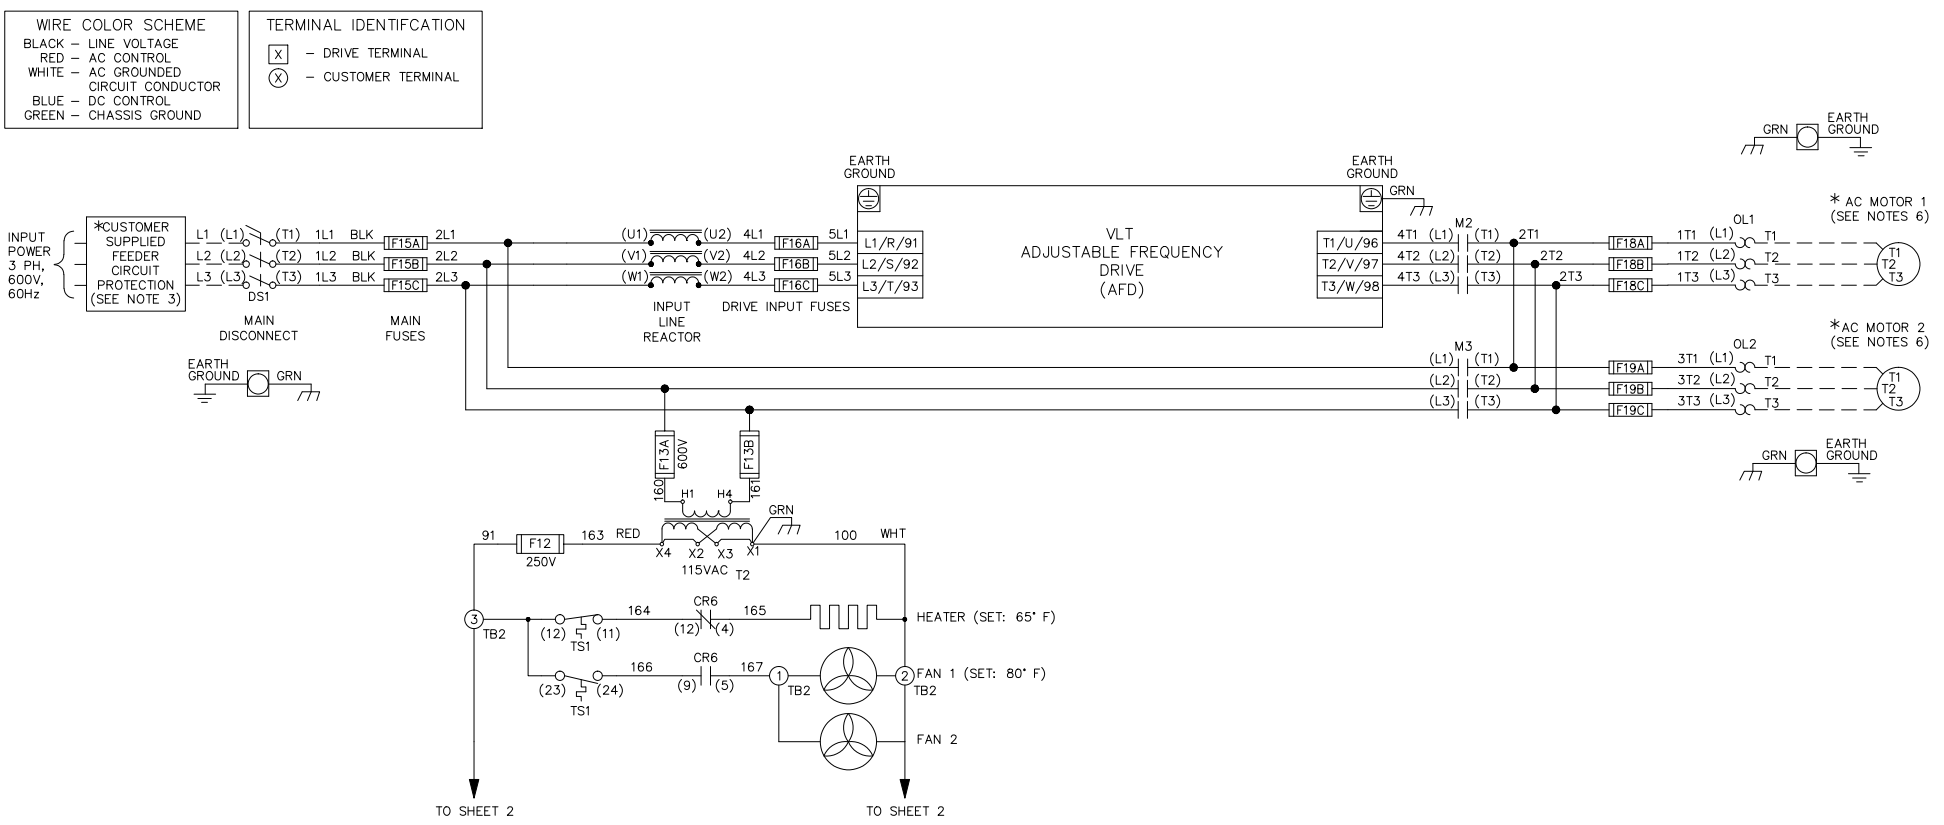 WIRE COLOR SCHEME
BLACK – LINE VOLTAGE
RED – AC CONTROL
WHITE – AC GROUNDED
CIRCUIT CONDUCTOR
BLUE – DC CONTROL
GREEN – CHASSIS GROUND
TERMINAL IDENTIFCATION
X – DRIVE TERMINAL
X – CUSTOMER TERMINAL
GRN EARTH
GROUND
INPUT
POWER
3 PH,
600V,
60Hz
*CUSTOMER
SUPPLIED
FEEDER
CIRCUIT
PROTECTION
(SEE NOTE 3)
L1 (L1) (T1) 1L1 BLK F15A 2L1
L2 (L2) (T2) 1L2 BLK F15B 2L2
L3 (L3) (T3) 1L3 BLK F15C 2L3
DS1
MAIN
DISCONNECT
MAIN
FUSES
EARTH
GROUND GRN
(U1) (U2) 4L1 F16A 5L1
(V1) (V2) 4L2 F16B 5L2
(W1) (W2) 4L3 F16C 5L3
INPUT
LINE
REACTOR
DRIVE INPUT FUSES
EARTH
GROUND
L1/R/91
L2/S/92
L3/T/93
VLT
ADJUSTABLE FREQUENCY
DRIVE
(AFD)
EARTH
GROUND
GRN
T1/U/96
T2/V/97
T3/W/98
M2
4T1 (L1) (T1) 2T1 F18A 1T1 (L1) T1
4T2 (L2) (T2) 2T2 F18B 1T2 (L2) T2
4T3 (L3) (T3) 2T3 F18C 1T3 (L3) T3
OL1
* AC MOTOR 1
(SEE NOTES 6)
T1
T2
T3
M3
(L1) (T1) F19A 3T1 (L1) T1
(L2) (T2) F19B 3T2 (L2) T2
(L3) (T3) F19C 3T3 (L3) T3
OL2
*AC MOTOR 2
(SEE NOTES 6)
T1
T2
T3
GRN EARTH
GROUND
F13A
600V
F13B
160
161
H1 H4
GRN
91 F12 163 RED
250V
X4 X2 X3 X1
100 WHT
115VAC T2
3 TB2
(12) (11)
TS1
164
CR6
(12) (4)
165
HEATER (SET: 65° F)
(23) (24)
TS1
166
CR6
(9) (5)
167
1 TB2
2 TB2
FAN 1 (SET: 80° F)
FAN 2
TO SHEET 2
TO SHEET 2